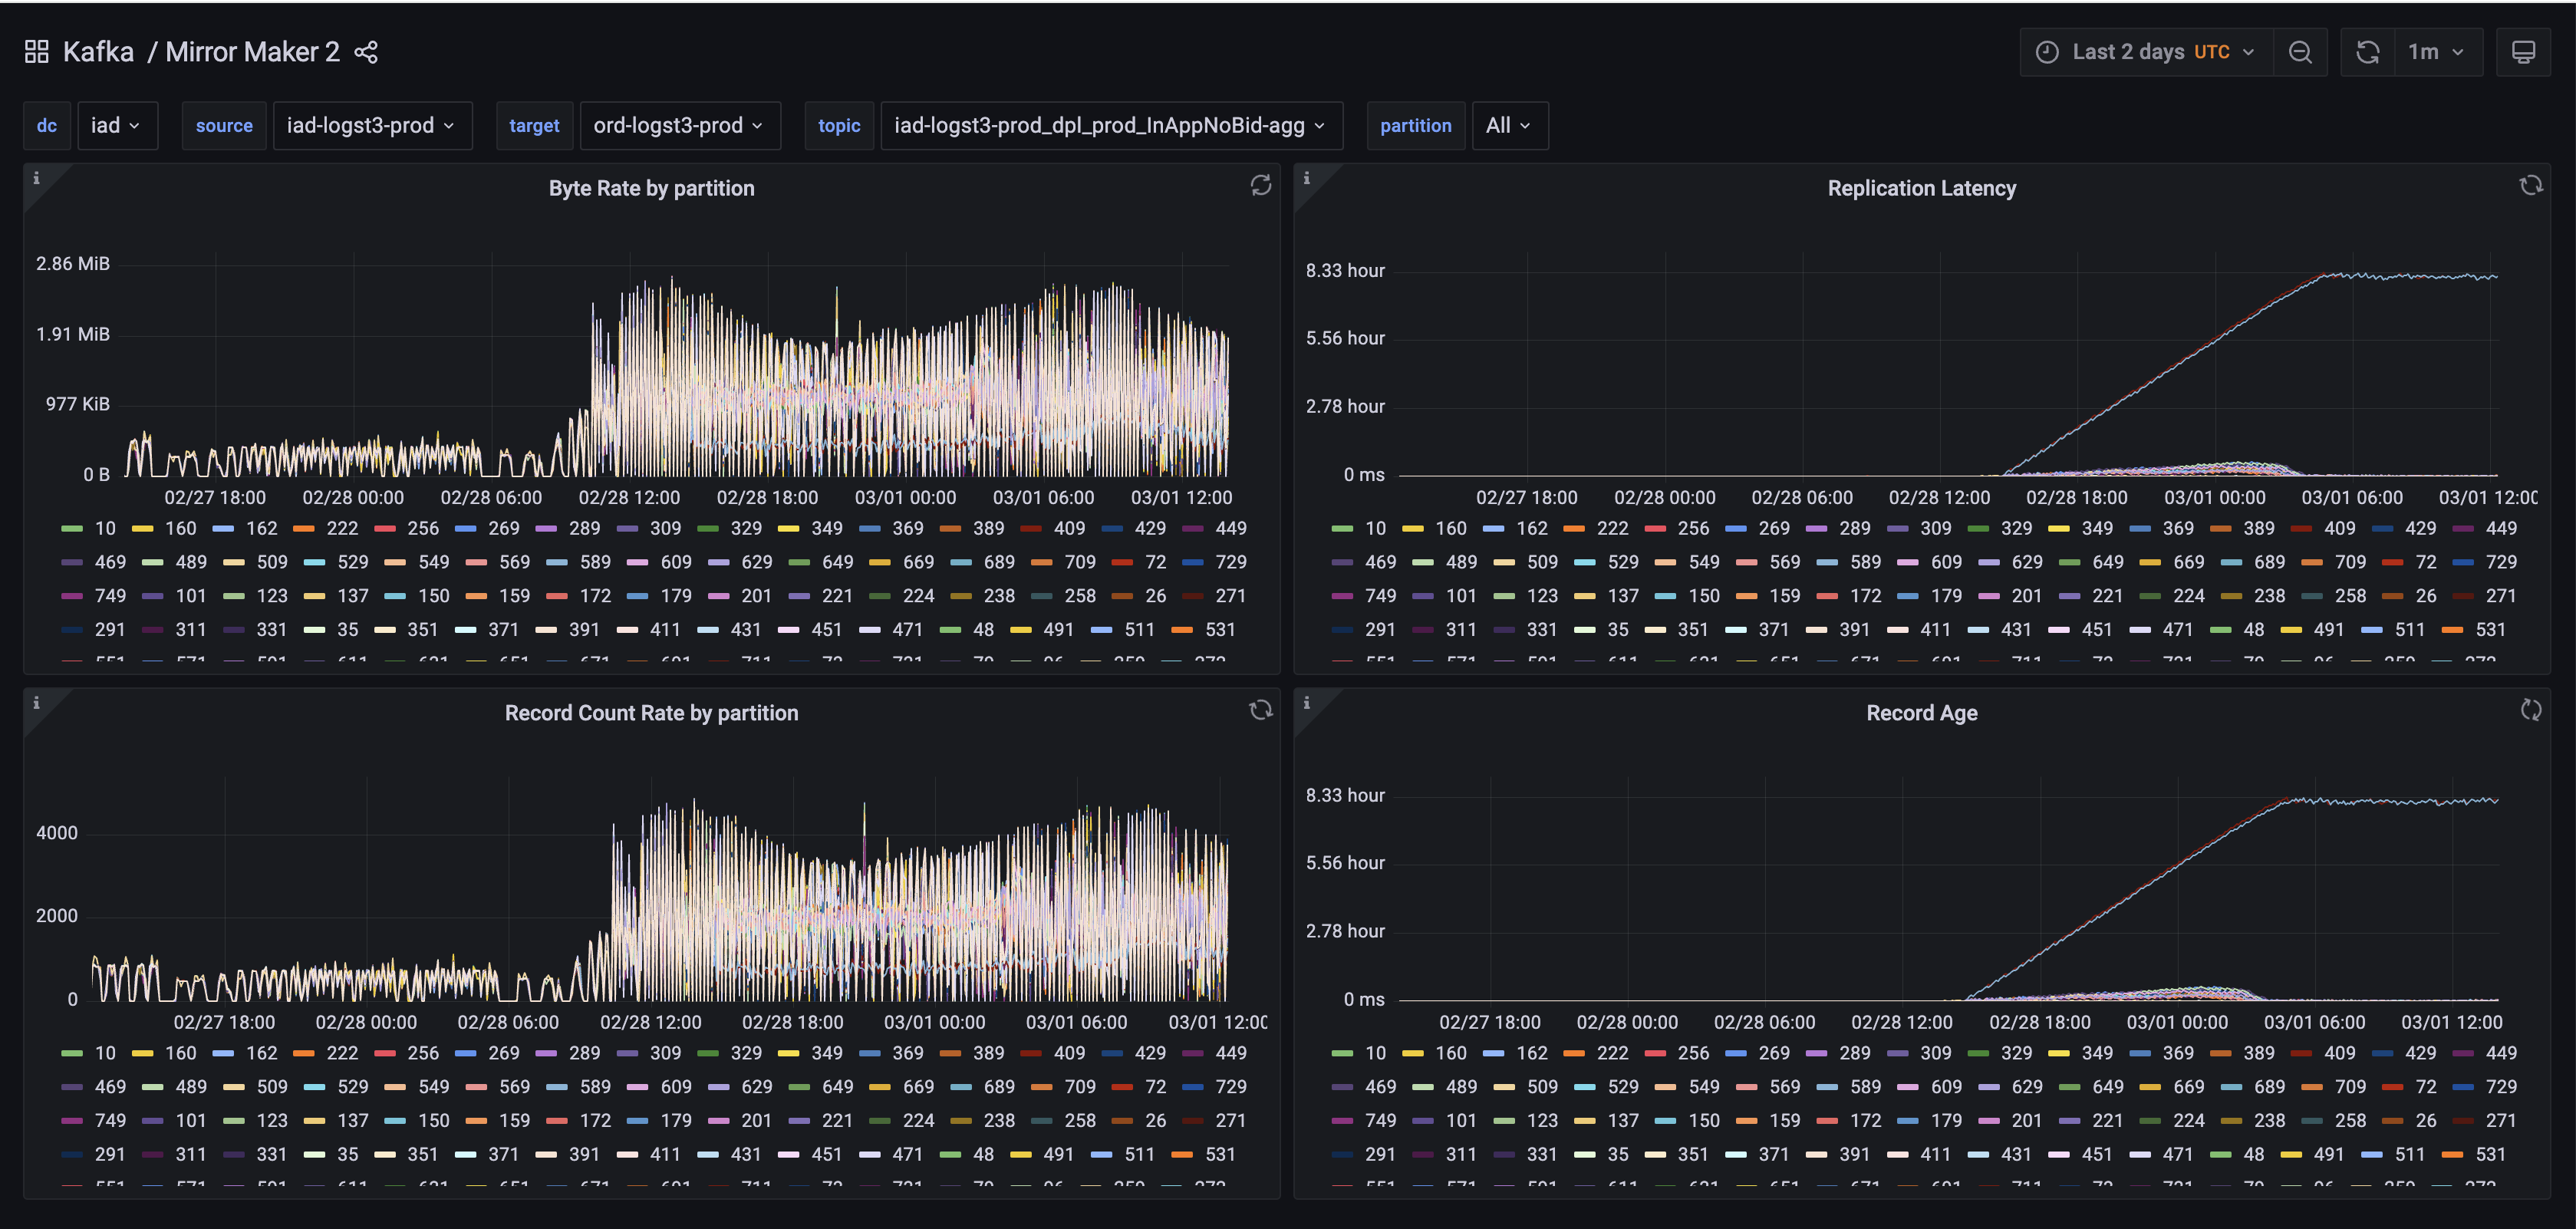 Kafka / Mirror Maker 2
Last 2 days UTC
1m
dc iad source iad-logst3-prod target ord-logst3-prod topic iad-logst3-prod_dpl_prod_InAppNoBid-agg partition All
i
Byte Rate by partition
2.86 MiB
1.91 MiB
977 KiB
0 B
02/27 18:00 02/28 00:00 02/28 06:00 02/28 12:00 02/28 18:00 03/01 00:00 03/01 06:00 03/01 12:00
10 160 162 222 256 269 289 309 329 349 369 389 409 429 449
469 489 509 529 549 569 589 609 629 649 669 689 709 72 729
749 101 123 137 150 159 172 179 201 221 224 238 258 26 271
291 311 331 35 351 371 391 411 431 451 471 48 491 511 531
i
Replication Latency
8.33 hour
5.56 hour
2.78 hour
0 ms
02/27 18:00 02/28 00:00 02/28 06:00 02/28 12:00 02/28 18:00 03/01 00:00 03/01 06:00 03/01 12:00
10 160 162 222 256 269 289 309 329 349 369 389 409 429 449
469 489 509 529 549 569 589 609 629 649 669 689 709 72 729
749 101 123 137 150 159 172 179 201 221 224 238 258 26 271
291 311 331 35 351 371 391 411 431 451 471 48 491 511 531
i
Record Count Rate by partition
4000
2000
0
02/27 18:00 02/28 00:00 02/28 06:00 02/28 12:00 02/28 18:00 03/01 00:00 03/01 06:00 03/01 12:00
10 160 162 222 256 269 289 309 329 349 369 389 409 429 449
469 489 509 529 549 569 589 609 629 649 669 689 709 72 729
749 101 123 137 150 159 172 179 201 221 224 238 258 26 271
291 311 331 35 351 371 391 411 431 451 471 48 491 511 531
i
Record Age
8.33 hour
5.56 hour
2.78 hour
0 ms
02/27 18:00 02/28 00:00 02/28 06:00 02/28 12:00 02/28 18:00 03/01 00:00 03/01 06:00 03/01 12:00
10 160 162 222 256 269 289 309 329 349 369 389 409 429 449
469 489 509 529 549 569 589 609 629 649 669 689 709 72 729
749 101 123 137 150 159 172 179 201 221 224 238 258 26 271
291 311 331 35 351 371 391 411 431 451 471 48 491 511 531